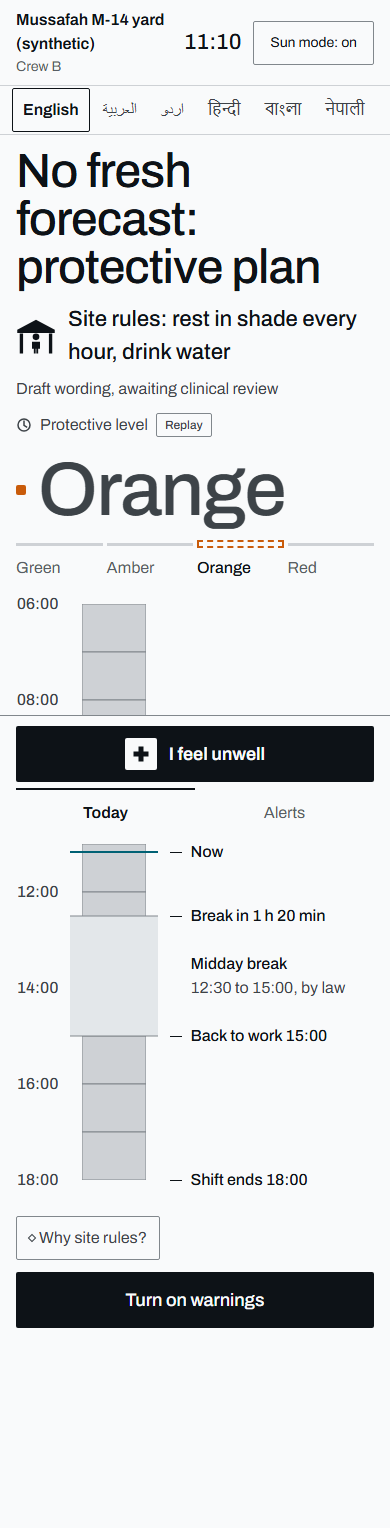 Mussafah M-14 yard
(synthetic)
Crew B
11:10
Sun mode: on
English
العربية
اردو
हिन्दी
বাংলা
नेपाली
No fresh
forecast:
protective plan
Site rules: rest in shade every
hour, drink water
Draft wording, awaiting clinical review
Protective level
Replay
Orange
Green
Amber
Orange
Red
06:00
08:00
I feel unwell
Today
Alerts
Now
12:00
Break in 1 h 20 min
Midday break
14:00
12:30 to 15:00, by law
Back to work 15:00
16:00
18:00
Shift ends 18:00
Why site rules?
Turn on warnings